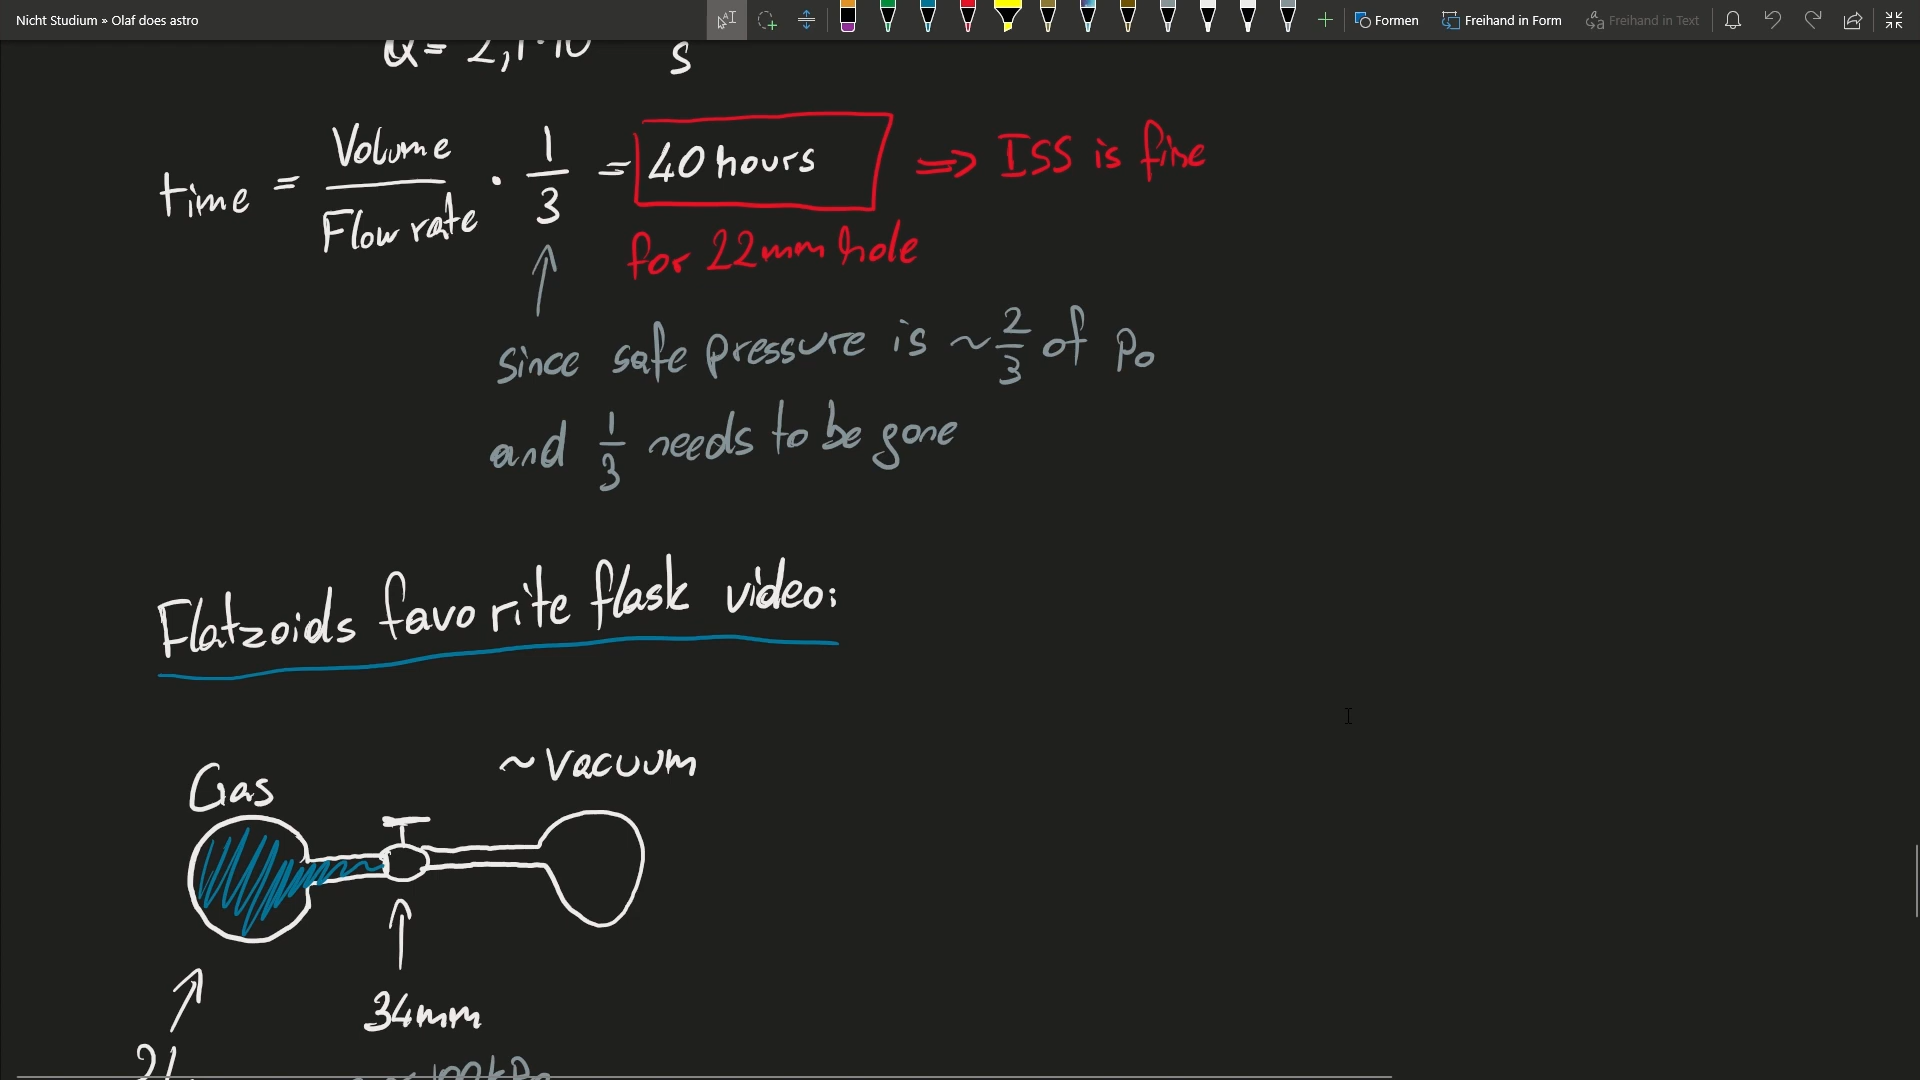 Nicht Studium » Olaf does astro
Formen
Freihand in Form
Freihand in Text
s
time = Volume / Flow rate · 1/3 = 40 hours ⇒ ISS is fine
for 22mm hole
since safe pressure is ~ 2/3 of p₀
and 1/3 needs to be gone
Flatzoids favorite flask video:
Gas
~ Vacuum
34mm